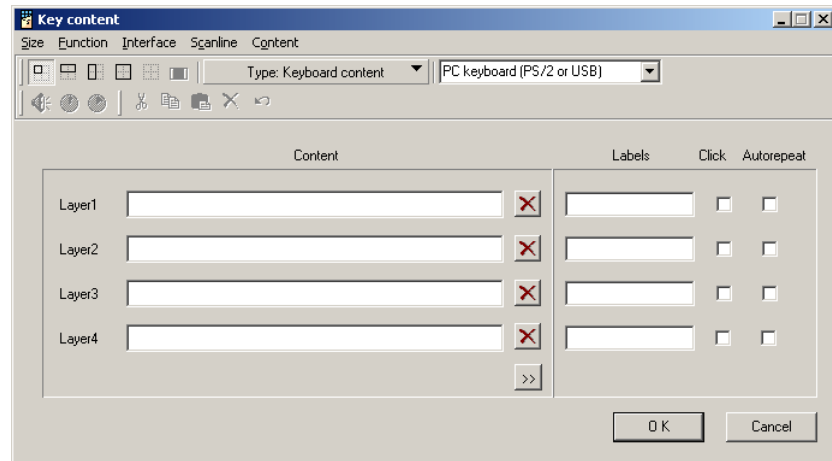 Key content
Size Function Interface Scanline Content
Type: Keyboard content PC keyboard (PS/2 or USB)
Content Labels Click Autorepeat
Layer1
Layer2
Layer3
Layer4
>>
OK Cancel